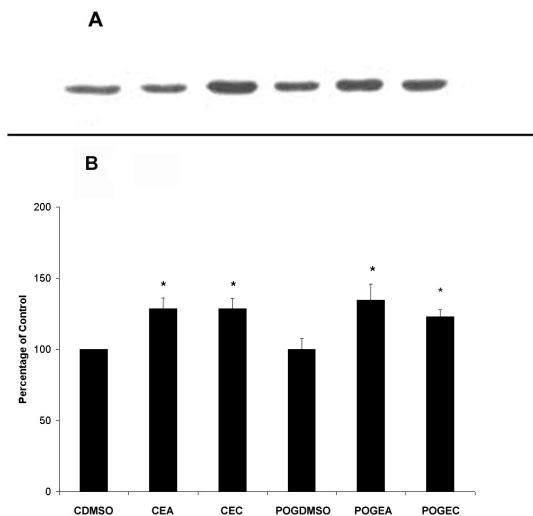 A
B
200
150
100
50
0
Percentage of Control
* * * *
CDMSO CEA CEC POGDMSO POGEA POGEC